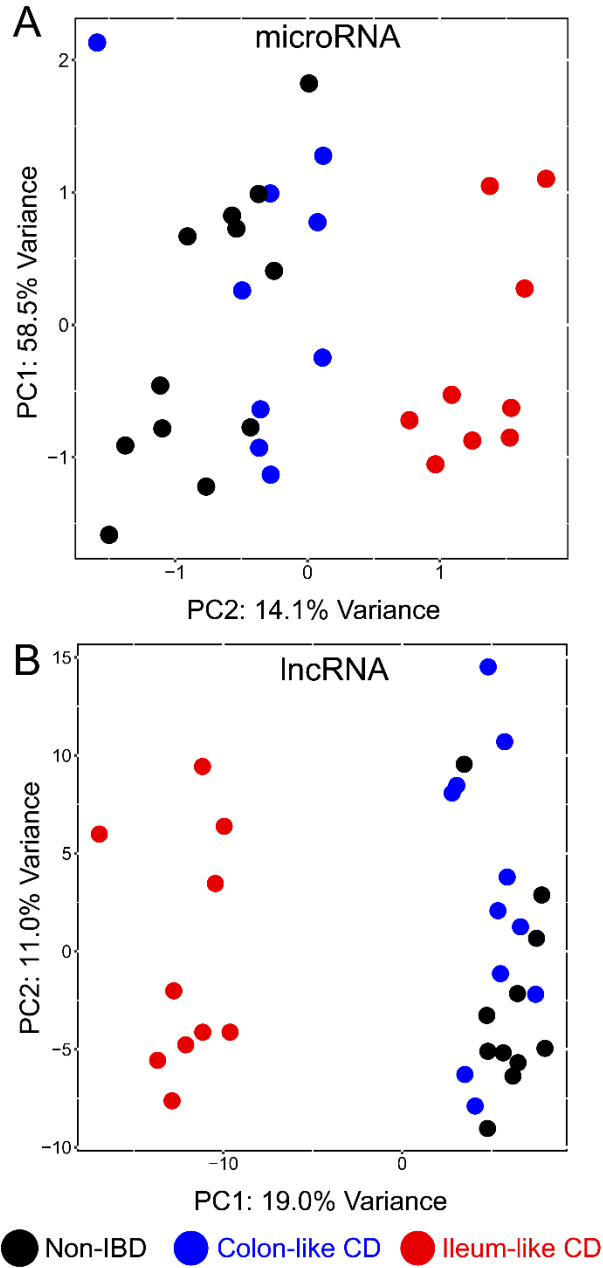 A
microRNA
2
1
0
−1
PC1: 58.5% Variance
−1 0 1
PC2: 14.1% Variance
B
lncRNA
15
10
5
0
−5
−10
PC2: 11.0% Variance
−10 0
PC1: 19.0% Variance
Non-IBD Colon-like CD Ileum-like CD